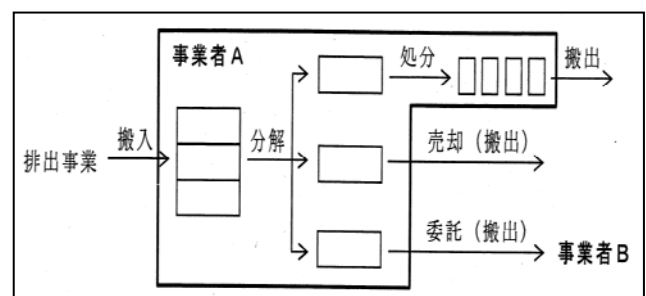 事業者A
処分
搬出
搬入
分解
売却（搬出）
排出事業
委託（搬出）
事業者B